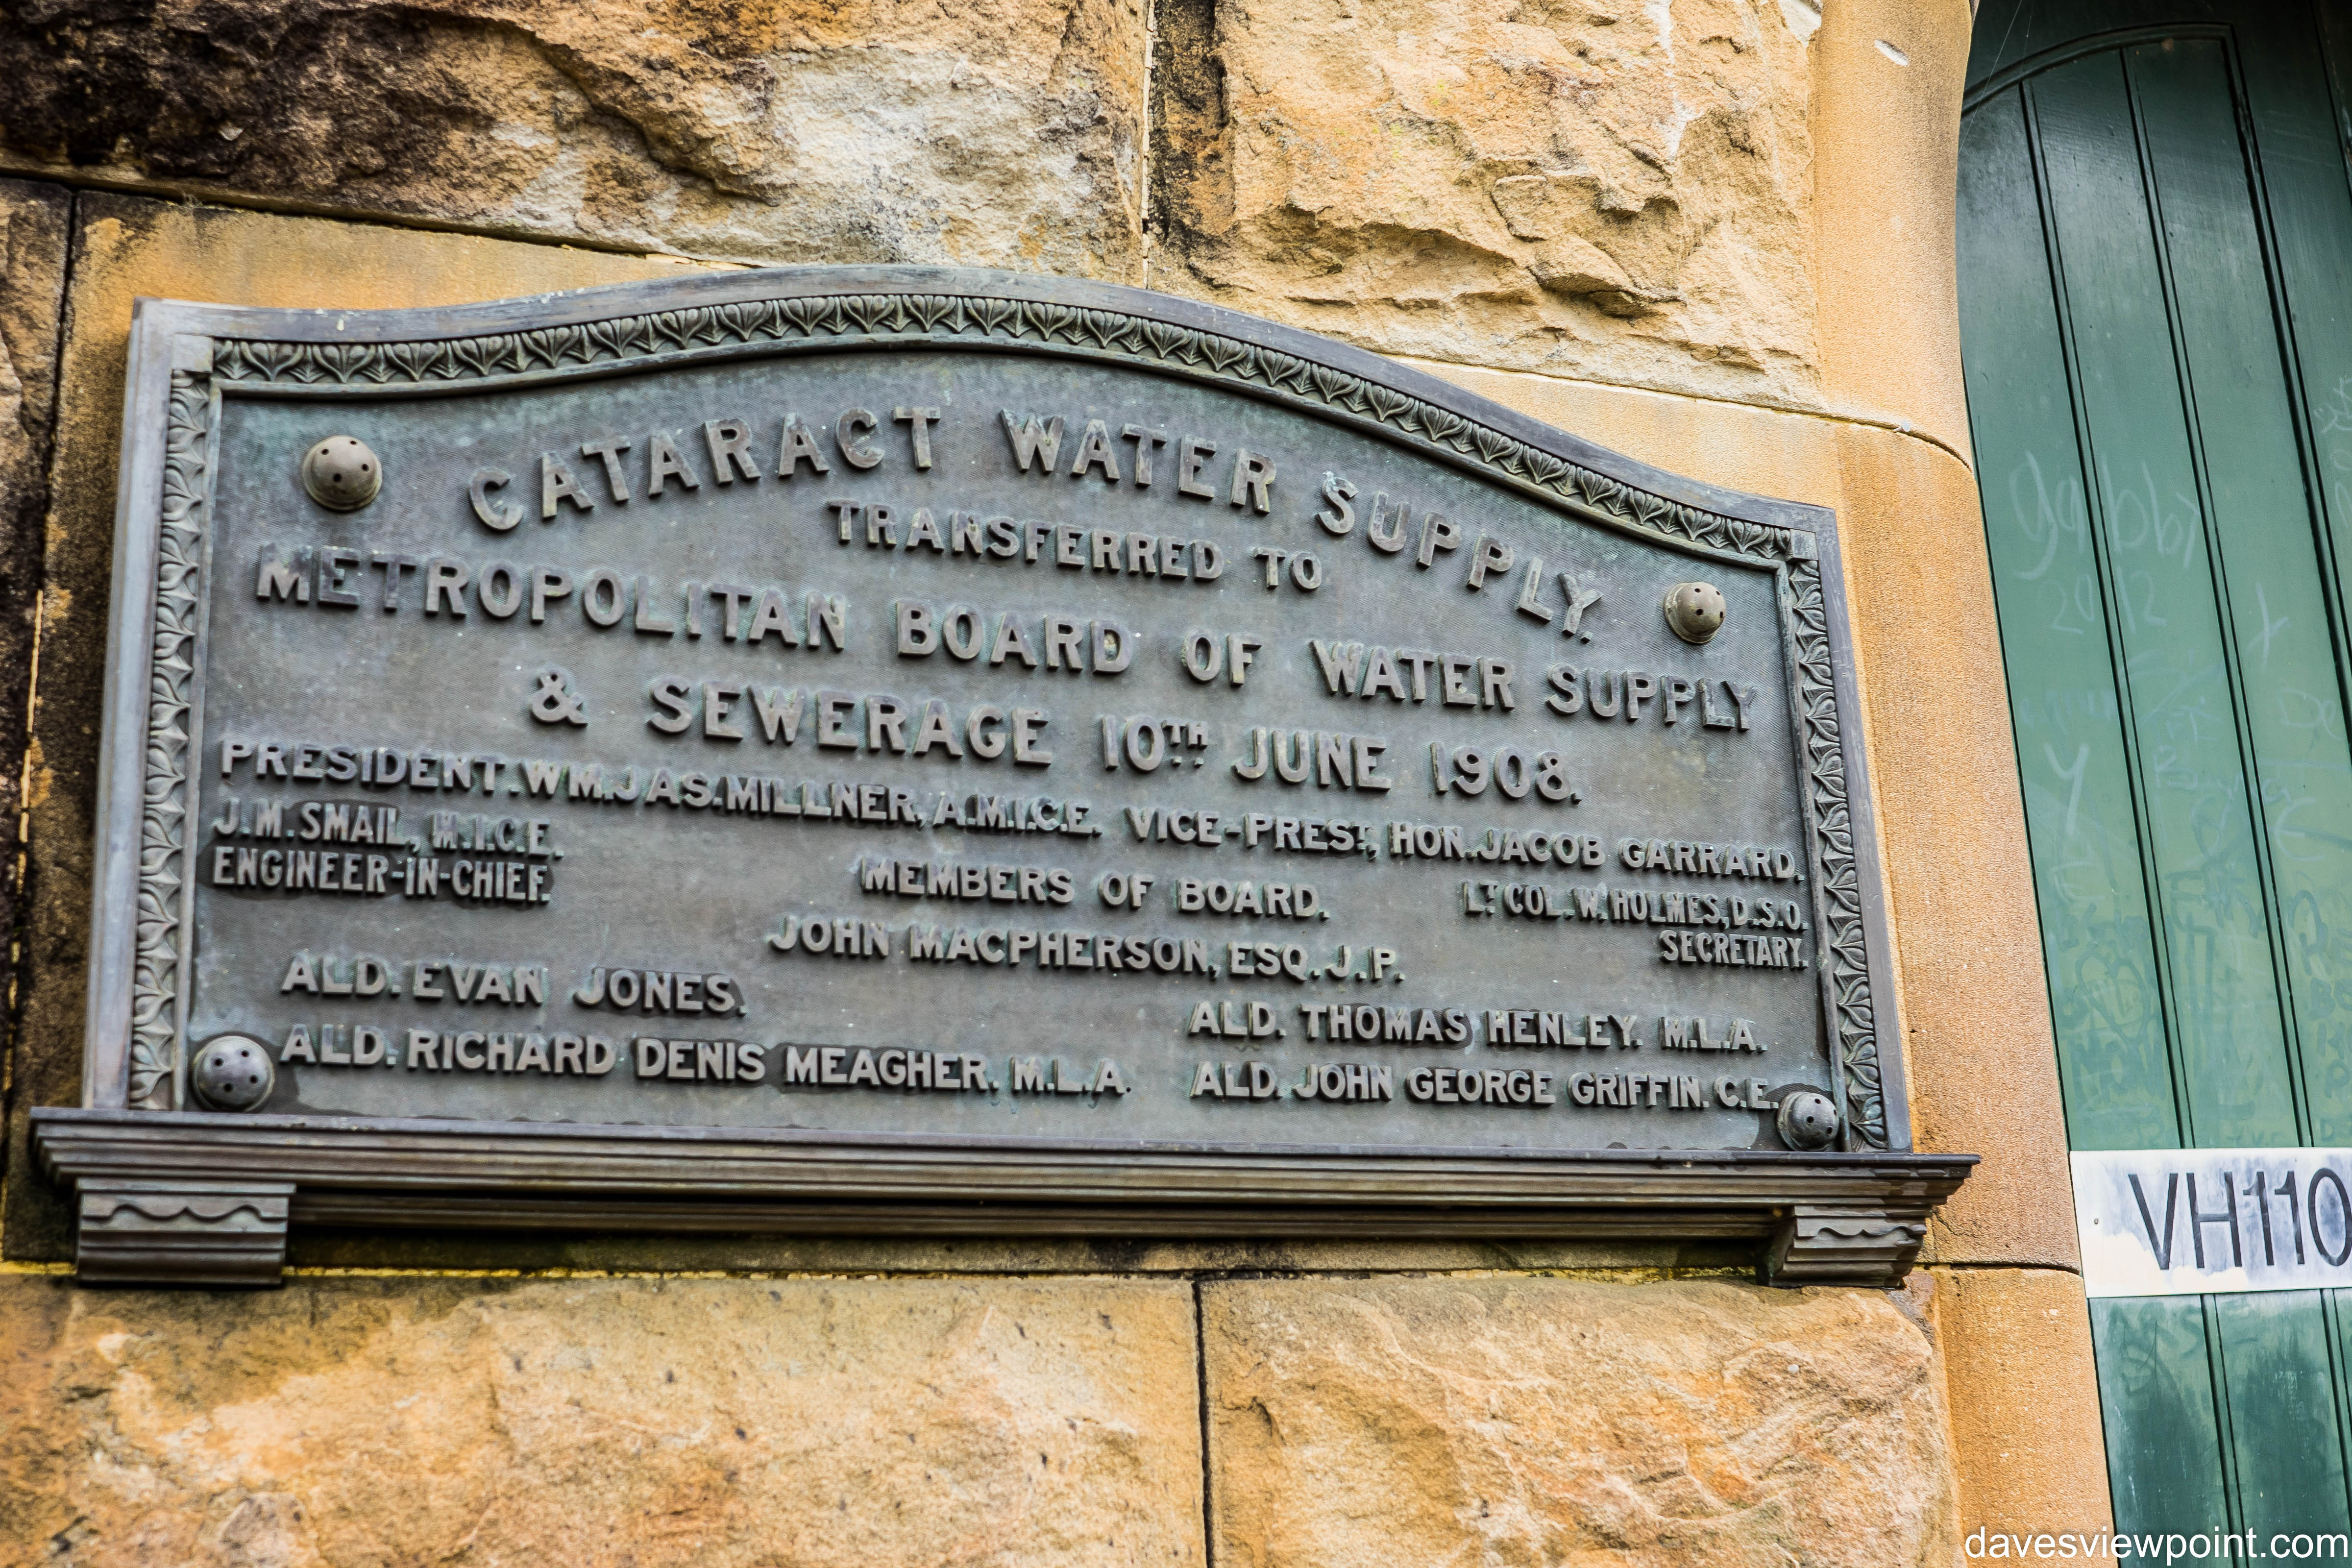 CATARACT WATER SUPPLY.
TRANSFERRED TO
METROPOLITAN BOARD OF WATER SUPPLY
& SEWERAGE 10TH JUNE 1908.
PRESIDENT. WM. JAS. MILLNER, A.M.I.C.E. VICE-PREST, HON. JACOB GARRARD.
J. M. SMAIL, M.I.C.E.
ENGINEER-IN-CHIEF.
MEMBERS OF BOARD.
LT COL. W. HOLMES, D.S.O.
SECRETARY.
JOHN MACPHERSON, ESQ. J.P.
ALD. EVAN JONES.
ALD. THOMAS HENLEY. M.L.A.
ALD. RICHARD DENIS MEAGHER. M.L.A.
ALD. JOHN GEORGE GRIFFIN. C.E.
gabby
2012
VH110
davesviewpoint.com